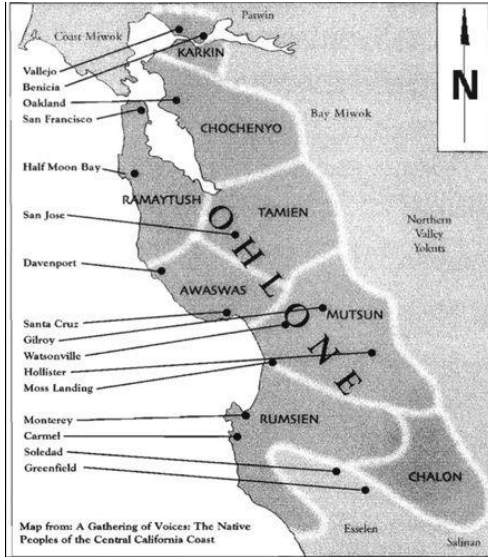 Coast Miwok
Patwin
KARKIN
N
Vallejo
Benicia
Oakland
San Francisco
CHOCHENYO
Bay Miwok
Half Moon Bay
RAMAYTUSH
San Jose
TAMIEN
Northern
Valley
Yokuts
OHLONE
Davenport
AWASWAS
MUTSUN
Santa Cruz
Gilroy
Watsonville
Hollister
Moss Landing
Monterey
RUMSIEN
Carmel
Soledad
Greenfield
CHALON
Map from: A Gathering of Voices: The Native
Peoples of the Central California Coast
Esselen
Salinan